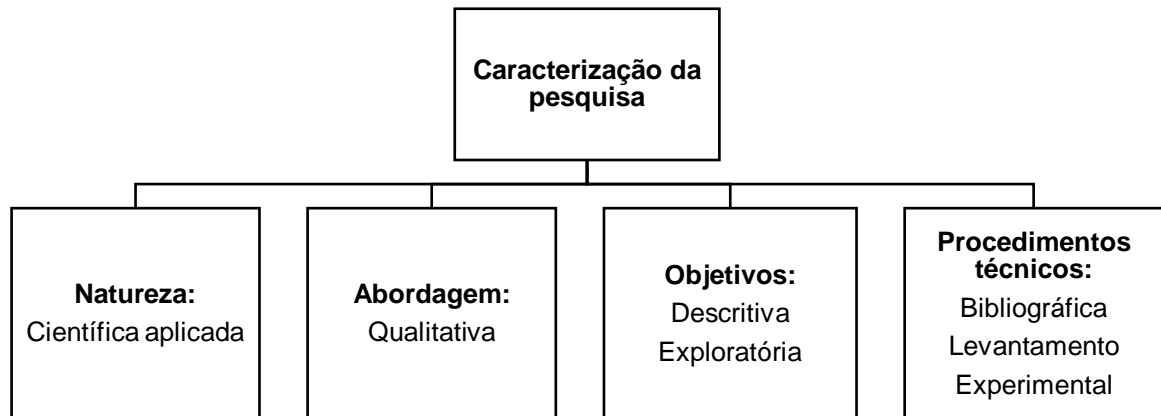 Caracterização da
pesquisa
Natureza:
Científica aplicada
Abordagem:
Qualitativa
Objetivos:
Descritiva
Exploratória
Procedimentos
técnicos:
Bibliográfica
Levantamento
Experimental